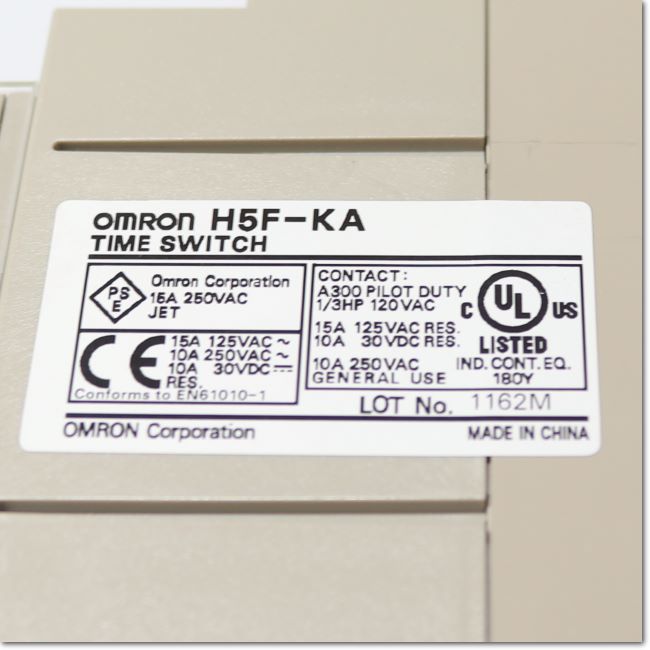 omron H5F-KA
TIME SWITCH
PS
E
Omron Corporation
15A 250VAC
JET
CE
15A 125VAC ~
10A 250VAC ~
10A 30VDC ⎓
RES.
Conforms to EN61010-1
CONTACT:
A300 PILOT DUTY
1/3HP 120VAC
15A 125VAC RES.
10A 30VDC RES.
10A 250VAC
GENERAL USE
C UL US
LISTED
IND. CONT. EQ.
180Y
LOT No. 1162M
OMRON Corporation
MADE IN CHINA